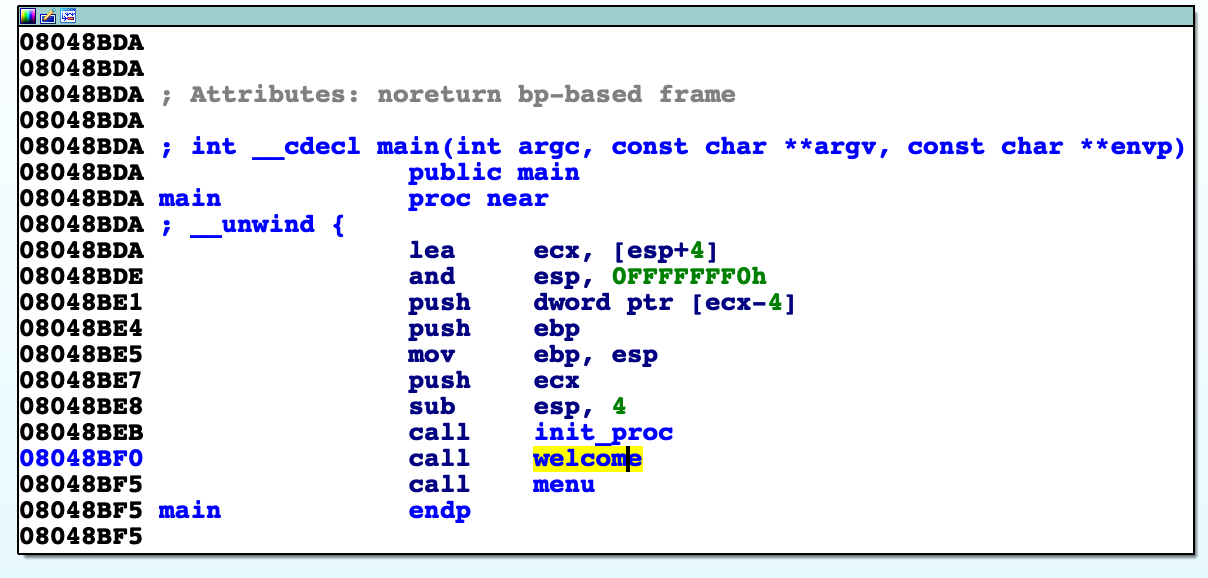 08048BDA
08048BDA
08048BDA ; Attributes: noreturn bp-based frame
08048BDA
08048BDA ; int __cdecl main(int argc, const char **argv, const char **envp)
08048BDA public main
08048BDA main proc near
08048BDA ; __unwind {
08048BDA lea ecx, [esp+4]
08048BDE and esp, 0FFFFFFF0h
08048BE1 push dword ptr [ecx-4]
08048BE4 push ebp
08048BE5 mov ebp, esp
08048BE7 push ecx
08048BE8 sub esp, 4
08048BEB call init_proc
08048BF0 call welcome
08048BF5 call menu
08048BF5 main endp
08048BF5